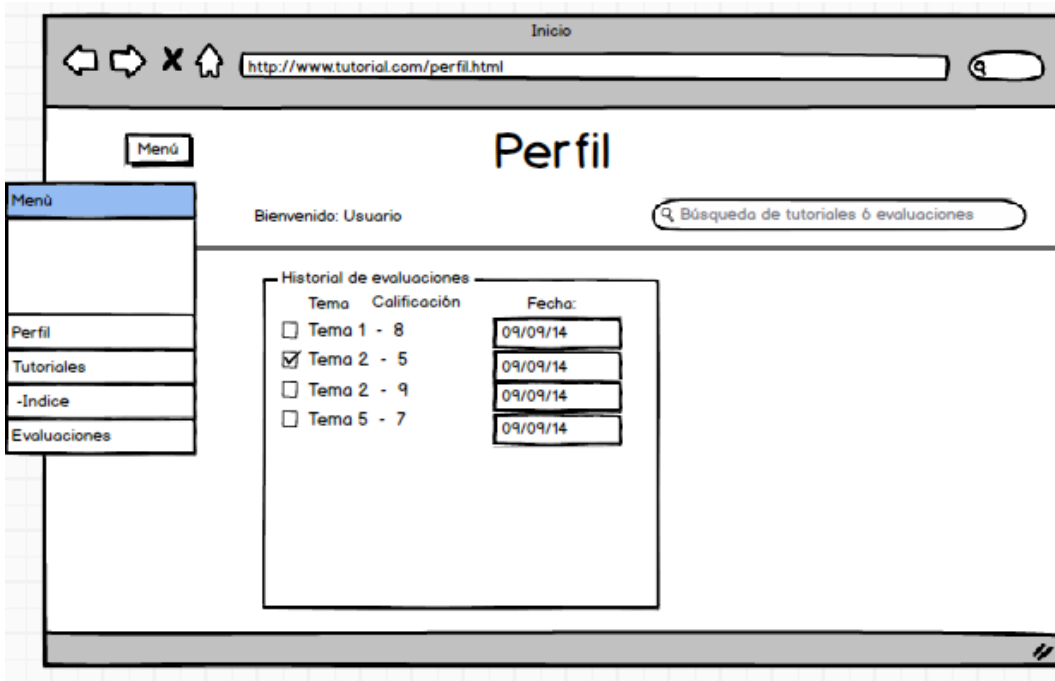 Inicio
http://www.tutorial.com/perfil.html
Menú
Perfil
Menù
Bienvenido: Usuario
Búsqueda de tutoriales ó evaluaciones
Historial de evaluaciones
Tema Calificación Fecha:
Tema 1 - 8 09/09/14
Tema 2 - 5 09/09/14
Tema 2 - 9 09/09/14
Tema 5 - 7 09/09/14
Perfil
Tutoriales
-Indice
Evaluaciones